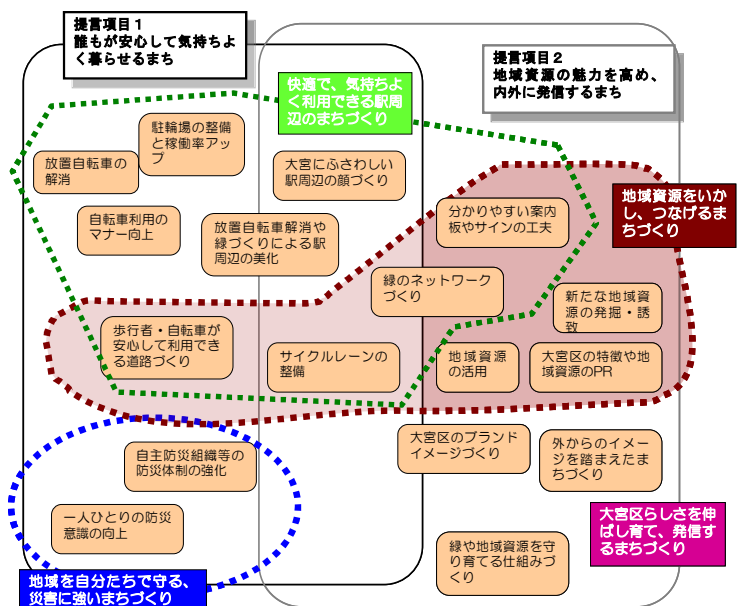 提言項目1
誰もが安心して気持ちよ
く暮らせるまち
提言項目2
地域資源の魅力を高め、
内外に発信するまち
快適で、気持ちよ
く利用できる駅周
辺のまちづくり
駐輪場の整備
と稼働率アッ
プ
放置自転車の
解消
大宮にふさわしい
駅周辺の顔づくり
地域資源をいか
し、つなげるま
ちづくり
自転車利用の
マナー向上
放置自転車解消や
緑づくりによる駅
周辺の美化
分かりやすい案内
板やサインの工夫
緑のネットワーク
づくり
新たな地域資
源の発掘・誘
致
歩行者・自転車が
安心して利用でき
る道路づくり
サイクルレーンの
整備
地域資源
の活用
大宮区の特徴や地
域資源のPR
自主防災組織等の
防災体制の強化
大宮区のブランド
イメージづくり
外からのイメー
ジを踏まえたま
ちづくり
一人ひとりの防災
意識の向上
大宮区らしさを伸
ばし育て、発信す
るまちづくり
緑や地域資源を守
り育てる仕組みづ
くり
地域を自分たちで守る、
災害に強いまちづくり